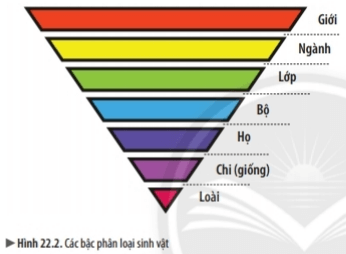 Giới
Ngành
Lớp
Bộ
Họ
Chi (giống)
Loài
▶ Hình 22.2. Các bậc phân loại sinh vật